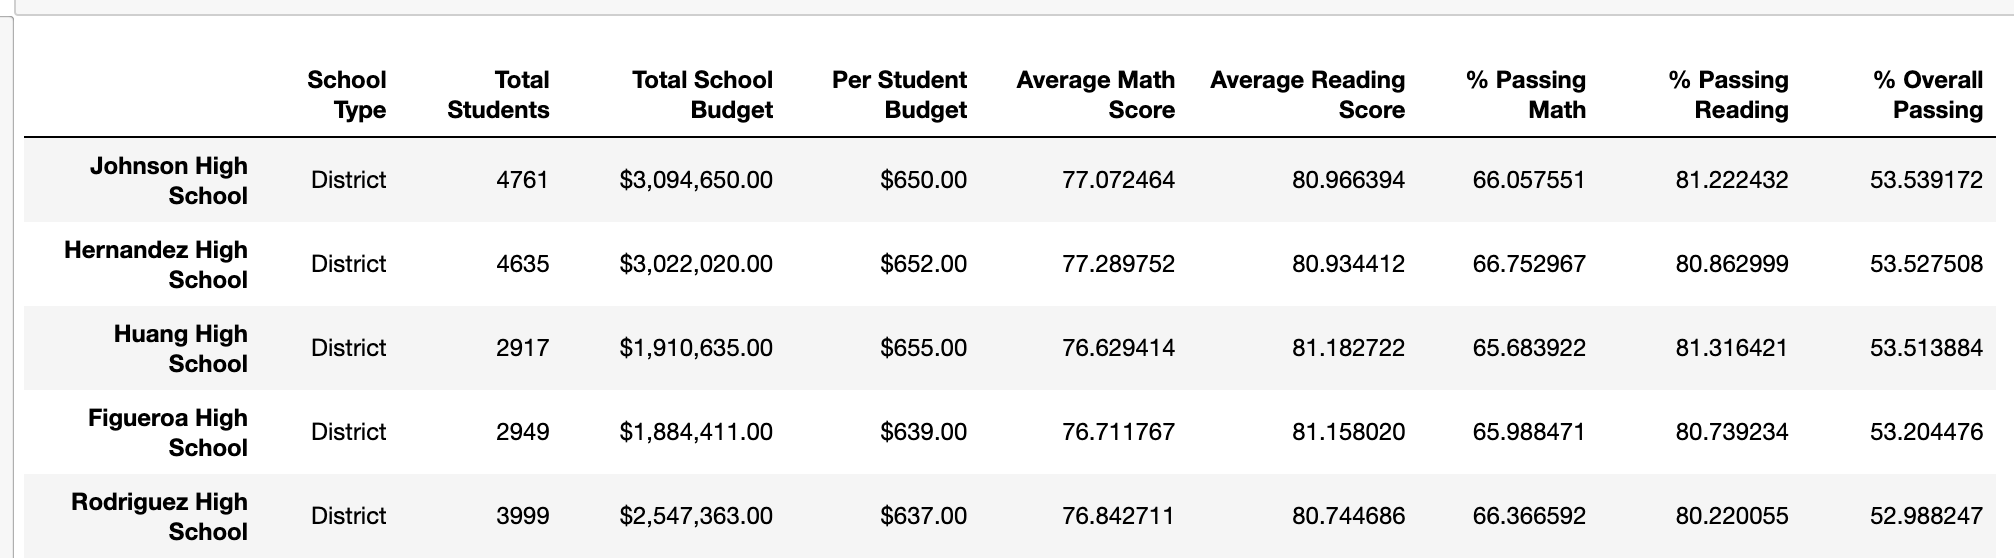 School Type Total Students Total School Budget Per Student Budget Average Math Score Average Reading Score % Passing Math % Passing Reading % Overall Passing
Johnson High School District 4761 $3,094,650.00 $650.00 77.072464 80.966394 66.057551 81.222432 53.539172
Hernandez High School District 4635 $3,022,020.00 $652.00 77.289752 80.934412 66.752967 80.862999 53.527508
Huang High School District 2917 $1,910,635.00 $655.00 76.629414 81.182722 65.683922 81.316421 53.513884
Figueroa High School District 2949 $1,884,411.00 $639.00 76.711767 81.158020 65.988471 80.739234 53.204476
Rodriguez High School District 3999 $2,547,363.00 $637.00 76.842711 80.744686 66.366592 80.220055 52.988247